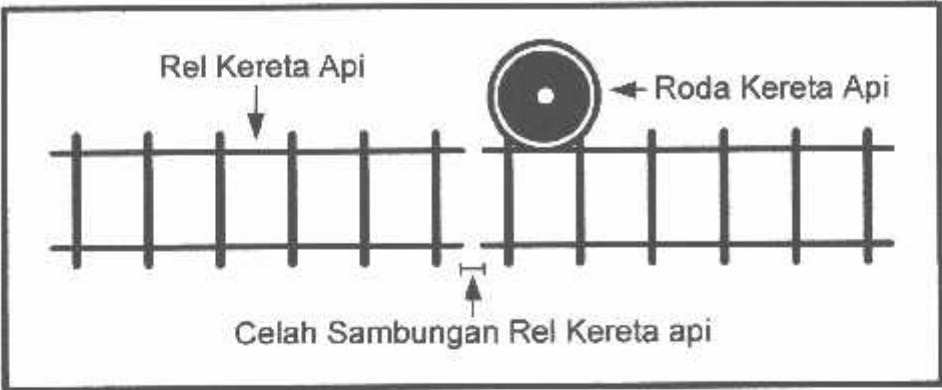 Rel Kereta Api
Roda Kereta Api
Celah Sambungan Rel Kereta api